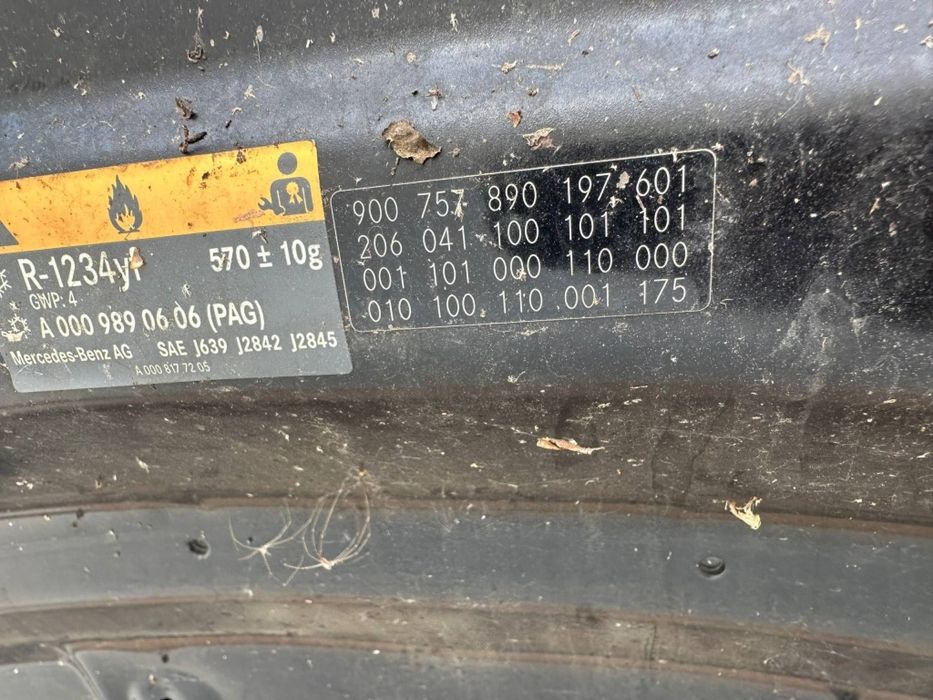 R-1234yf 570 ± 10g
GWP: 4
A 000 989 06 06 (PAG)
Mercedes-Benz AG SAE J639 J2842 J2845
A 000 817 72 05
900 757 890 197 601
206 041 100 101 101
001 101 000 110 000
010 100 110 001 175